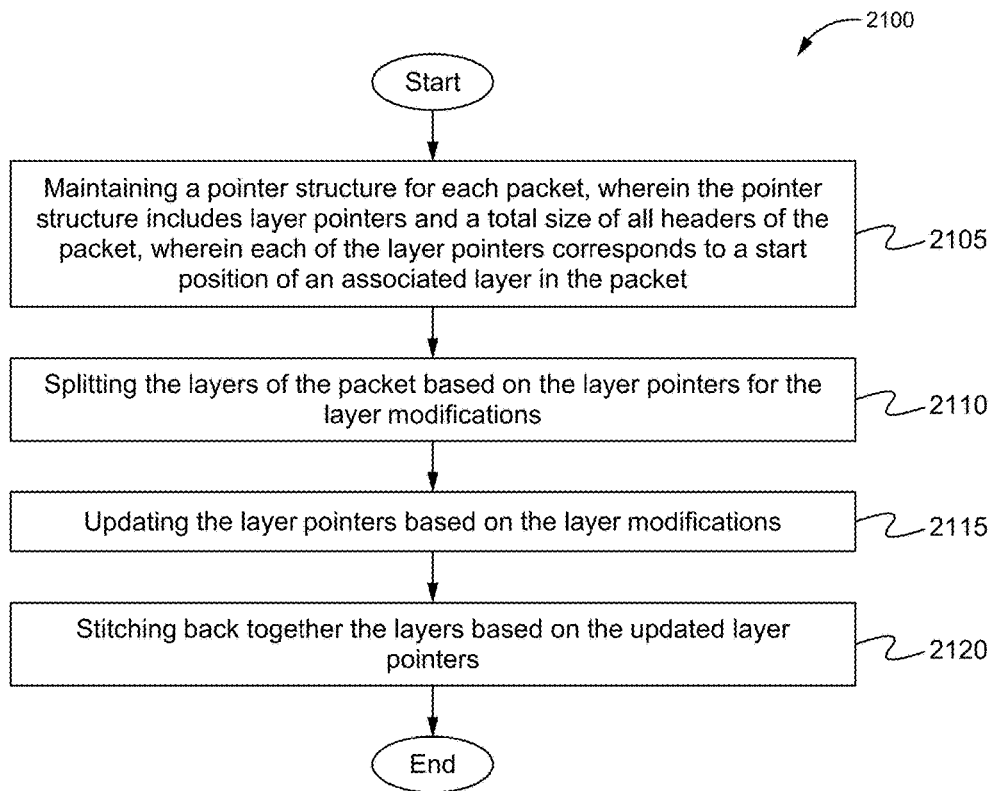 2100
Start
Maintaining a pointer structure for each packet, wherein the pointer
structure includes layer pointers and a total size of all headers of the
packet, wherein each of the layer pointers corresponds to a start
position of an associated layer in the packet
2105
Splitting the layers of the packet based on the layer pointers for the
layer modifications
2110
Updating the layer pointers based on the layer modifications
2115
Stitching back together the layers based on the updated layer
pointers
2120
End